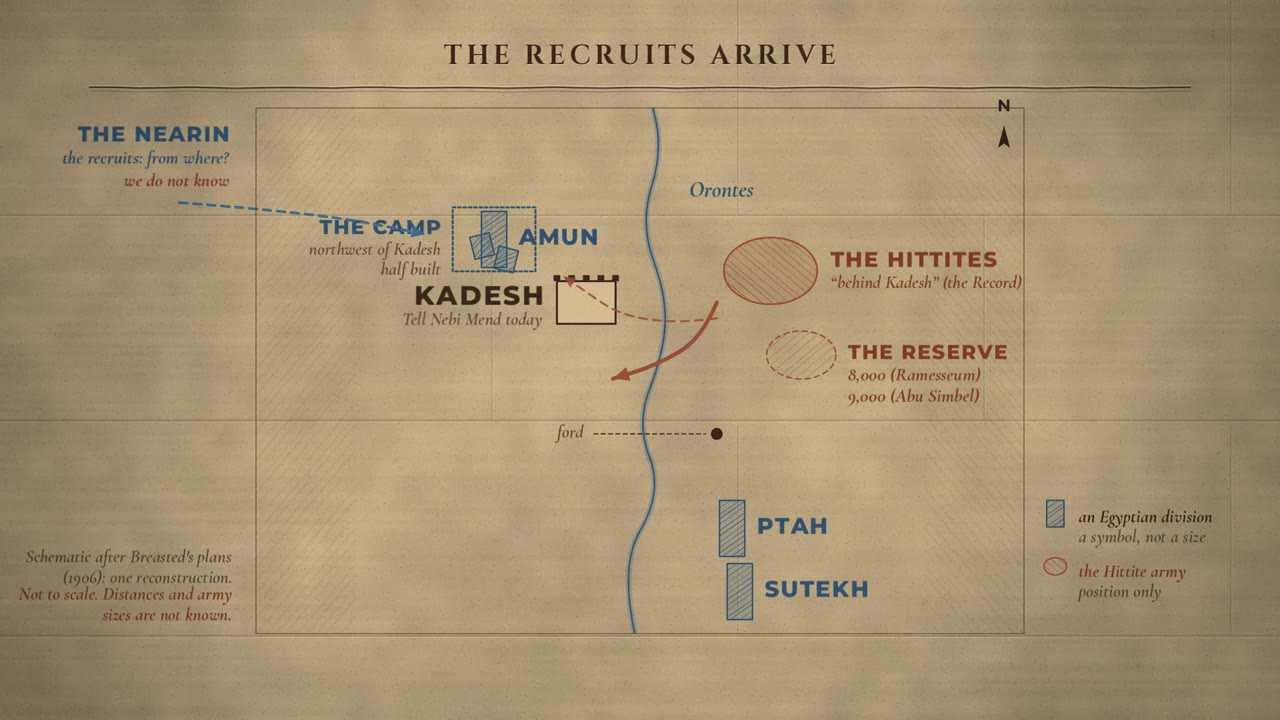 THE RECRUITS ARRIVE
N
THE NEARIN
the recruits: from where?
we do not know
Orontes
THE CAMP
northwest of Kadesh
half built
AMUN
THE HITTITES
“behind Kadesh” (the Record)
KADESH
Tell Nebi Mend today
THE RESERVE
8,000 (Ramesseum)
9,000 (Abu Simbel)
ford
PTAH
SUTEKH
an Egyptian division
a symbol, not a size
the Hittite army
position only
Schematic after Breasted's plans
(1906): one reconstruction.
Not to scale. Distances and army
sizes are not known.